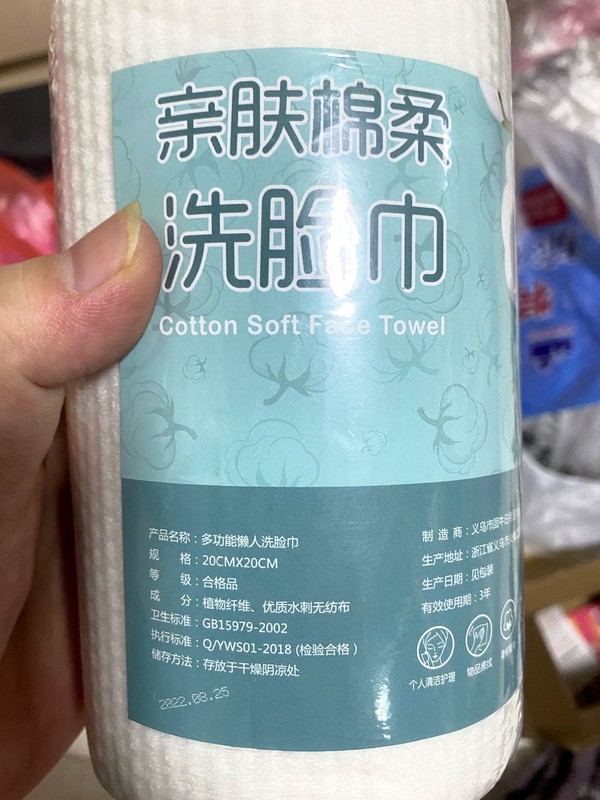 亲肤棉柔
洗脸巾
Cotton Soft Face Towel
产品名称：多功能懒人洗脸巾
规 格：20CMX20CM
等 级：合格品
成 分：植物纤维、优质水刺无纺布
卫生标准：GB15979-2002
执行标准：Q/YWS01-2018 (检验合格）
储存方法：存放于干燥阴凉处
2022.08.25
制 造 商：义乌市
生产地址：浙江省义乌市
生产日期：见包装
有效使用期：3年
个人清洁护理
物品擦拭